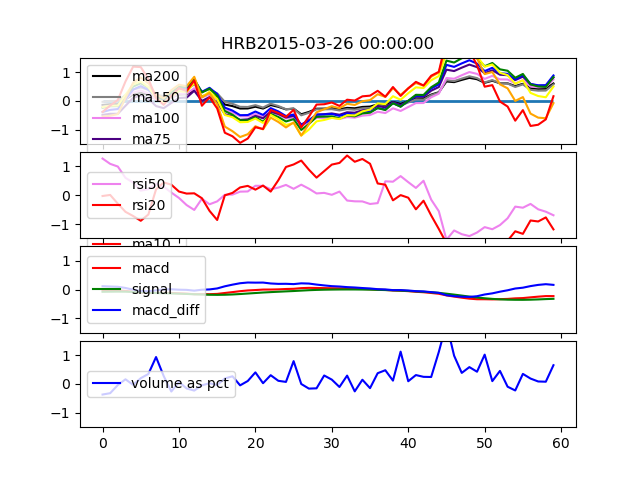 HRB2015-03-26 00:00:00
1
0
−1
ma200
ma150
ma100
ma75
1
0
−1
rsi50
rsi20
ma10
1
0
−1
macd
signal
macd_diff
1
0
−1
volume as pct
0 10 20 30 40 50 60